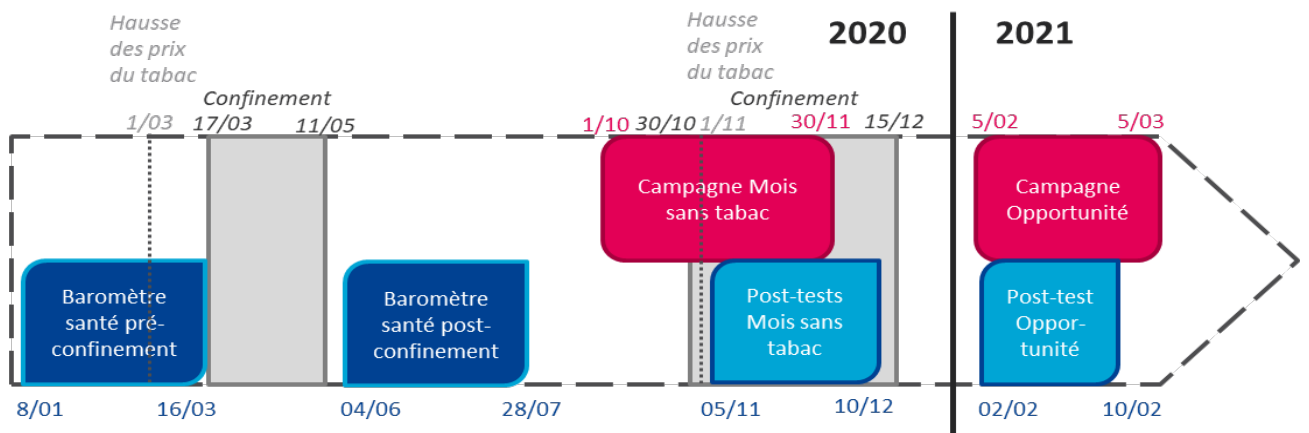 Hausse
des prix
du tabac
Hausse
des prix
du tabac
2020
2021
Confinement
Confinement
1/03
17/03
11/05
1/10
30/10
1/11
30/11
15/12
5/02
5/03
Campagne Mois
sans tabac
Campagne
Opportunité
Baromètre
santé pré-
confinement
Baromètre
santé post-
confinement
Post-tests
Mois sans
tabac
Post-test
Oppor-
tunité
8/01
16/03
04/06
28/07
05/11
10/12
02/02
10/02